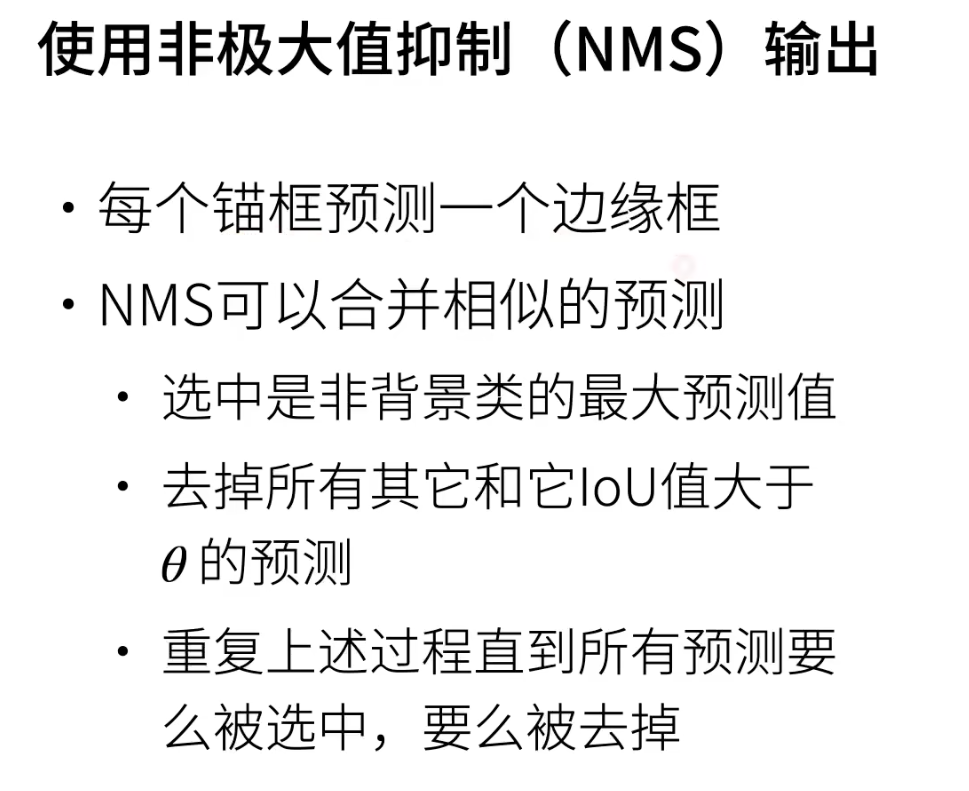 使用非极大值抑制（NMS）输出
• 每个锚框预测一个边缘框
• NMS可以合并相似的预测
• 选中是非背景类的最大预测值
• 去掉所有其它和它IoU值大于
θ 的预测
• 重复上述过程直到所有预测要
么被选中，要么被去掉